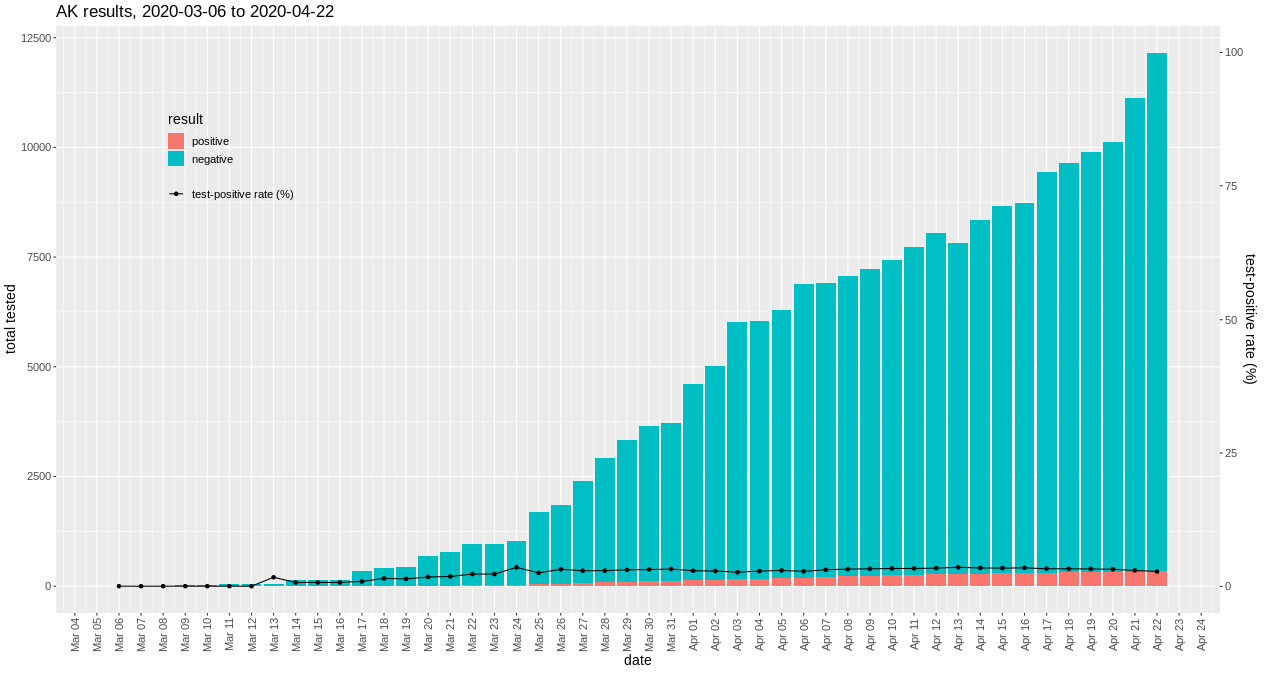 AK results, 2020-03-06 to 2020-04-22
12500
10000
7500
5000
2500
0
total tested
result
positive
negative
test-positive rate (%)
100
75
50
25
0
test-positive rate (%)
Mar 04
Mar 05
Mar 06
Mar 07
Mar 08
Mar 09
Mar 10
Mar 11
Mar 12
Mar 13
Mar 14
Mar 15
Mar 16
Mar 17
Mar 18
Mar 19
Mar 20
Mar 21
Mar 22
Mar 23
Mar 24
Mar 25
Mar 26
Mar 27
Mar 28
Mar 29
Mar 30
Mar 31
Apr 01
Apr 02
Apr 03
Apr 04
Apr 05
Apr 06
Apr 07
Apr 08
Apr 09
Apr 10
Apr 11
Apr 12
Apr 13
Apr 14
Apr 15
Apr 16
Apr 17
Apr 18
Apr 19
Apr 20
Apr 21
Apr 22
Apr 23
Apr 24
date